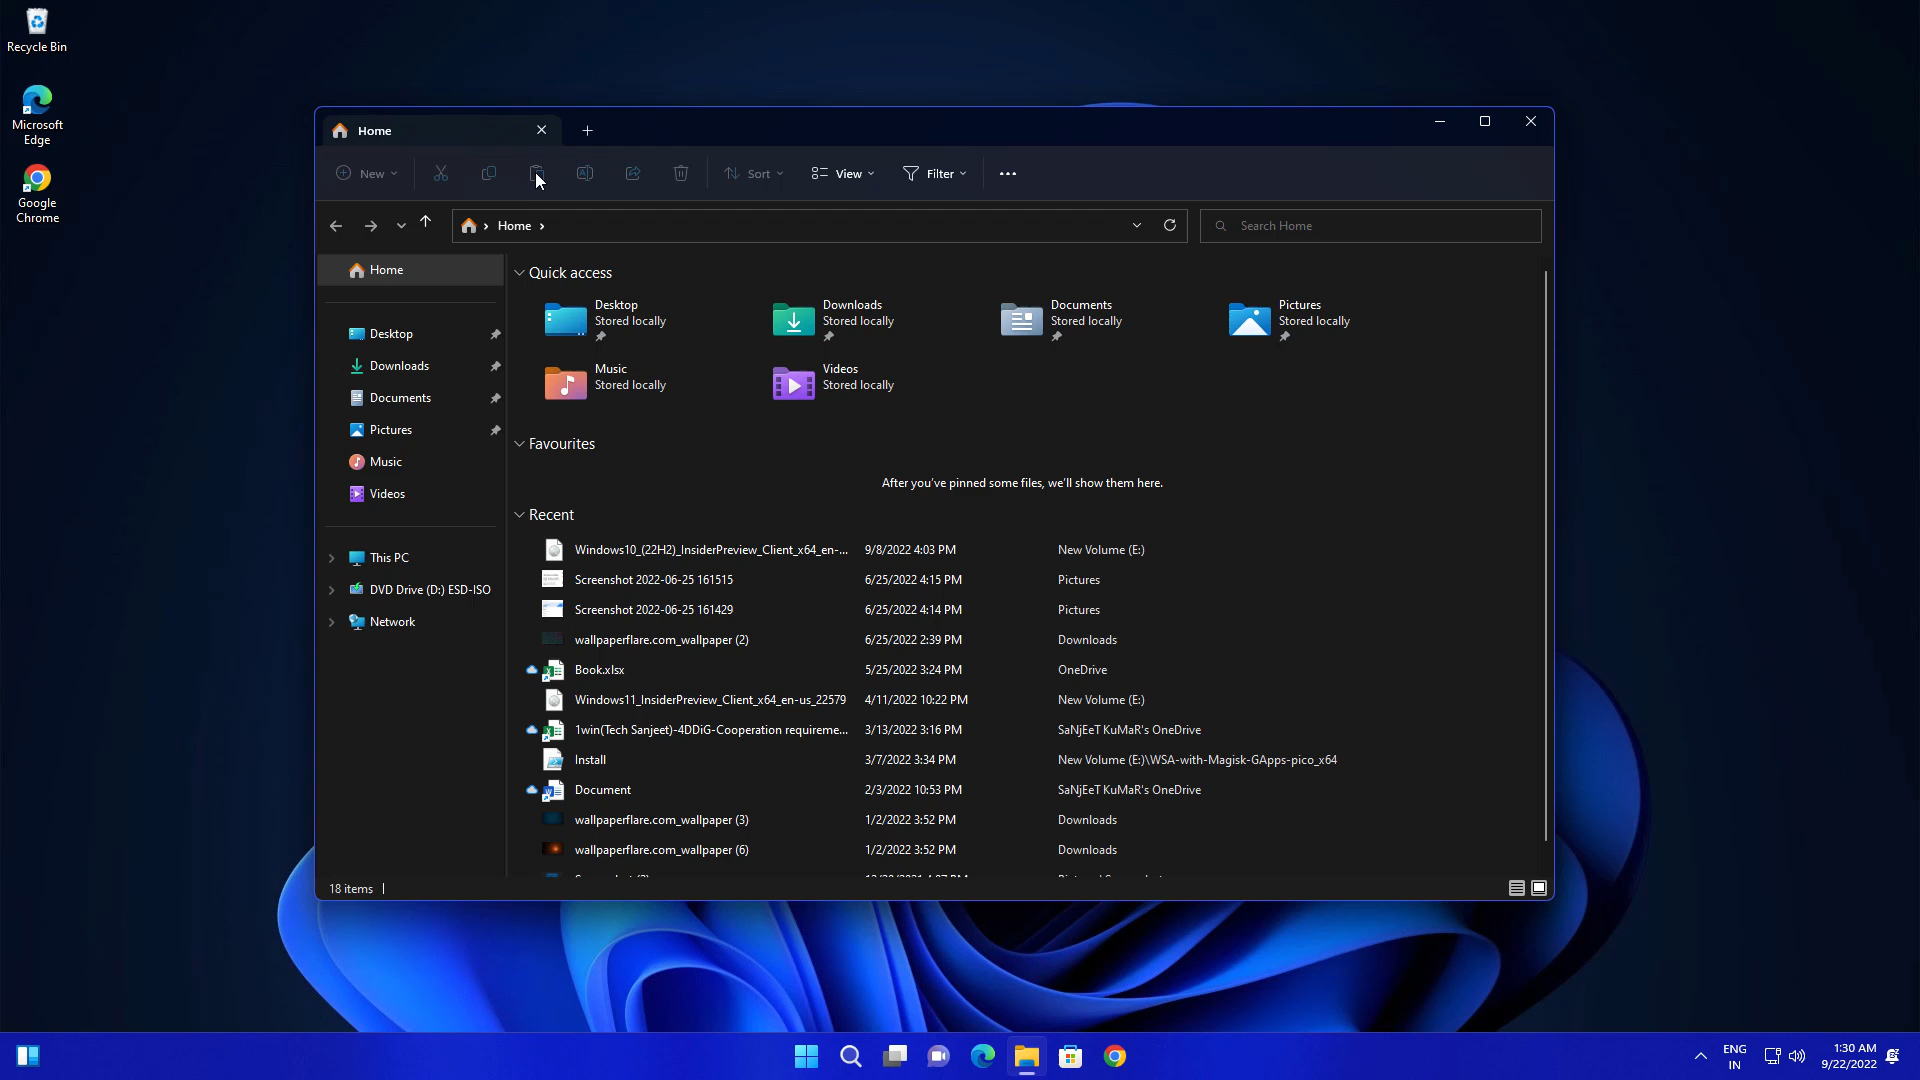 Recycle Bin
Microsoft
Edge
Google
Chrome
Home
New
Sort
View
Filter
Home
Search Home
Home
Desktop
Downloads
Documents
Pictures
Music
Videos
This PC
DVD Drive (D:) ESD-ISO
Network
Quick access
Desktop
Stored locally
Downloads
Stored locally
Documents
Stored locally
Pictures
Stored locally
Music
Stored locally
Videos
Stored locally
Favourites
After you've pinned some files, we'll show them here.
Recent
Windows10_(22H2)_InsiderPreview_Client_x64_en-... 9/8/2022 4:03 PM New Volume (E:)
Screenshot 2022-06-25 161515 6/25/2022 4:15 PM Pictures
Screenshot 2022-06-25 161429 6/25/2022 4:14 PM Pictures
wallpaperflare.com_wallpaper (2) 6/25/2022 2:39 PM Downloads
Book.xlsx 5/25/2022 3:24 PM OneDrive
Windows11_InsiderPreview_Client_x64_en-us_22579 4/11/2022 10:22 PM New Volume (E:)
1win(Tech Sanjeet)-4DDiG-Cooperation requireme... 3/13/2022 3:16 PM SaNjEeT KuMaR's OneDrive
Install 3/7/2022 3:34 PM New Volume (E:)\WSA-with-Magisk-GApps-pico_x64
Document 2/3/2022 10:53 PM SaNjEeT KuMaR's OneDrive
wallpaperflare.com_wallpaper (3) 1/2/2022 3:52 PM Downloads
wallpaperflare.com_wallpaper (6) 1/2/2022 3:52 PM Downloads
18 items
ENG
IN
1:30 AM
9/22/2022